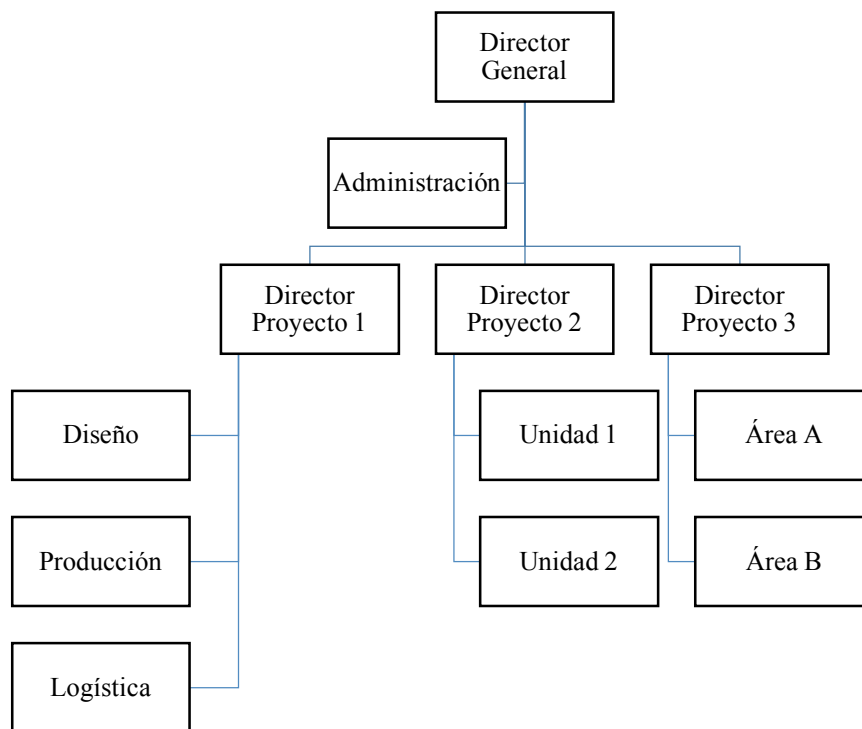 Director
General
Administración
Director
Proyecto 1
Director
Proyecto 2
Director
Proyecto 3
Diseño
Unidad 1
Área A
Producción
Unidad 2
Área B
Logística